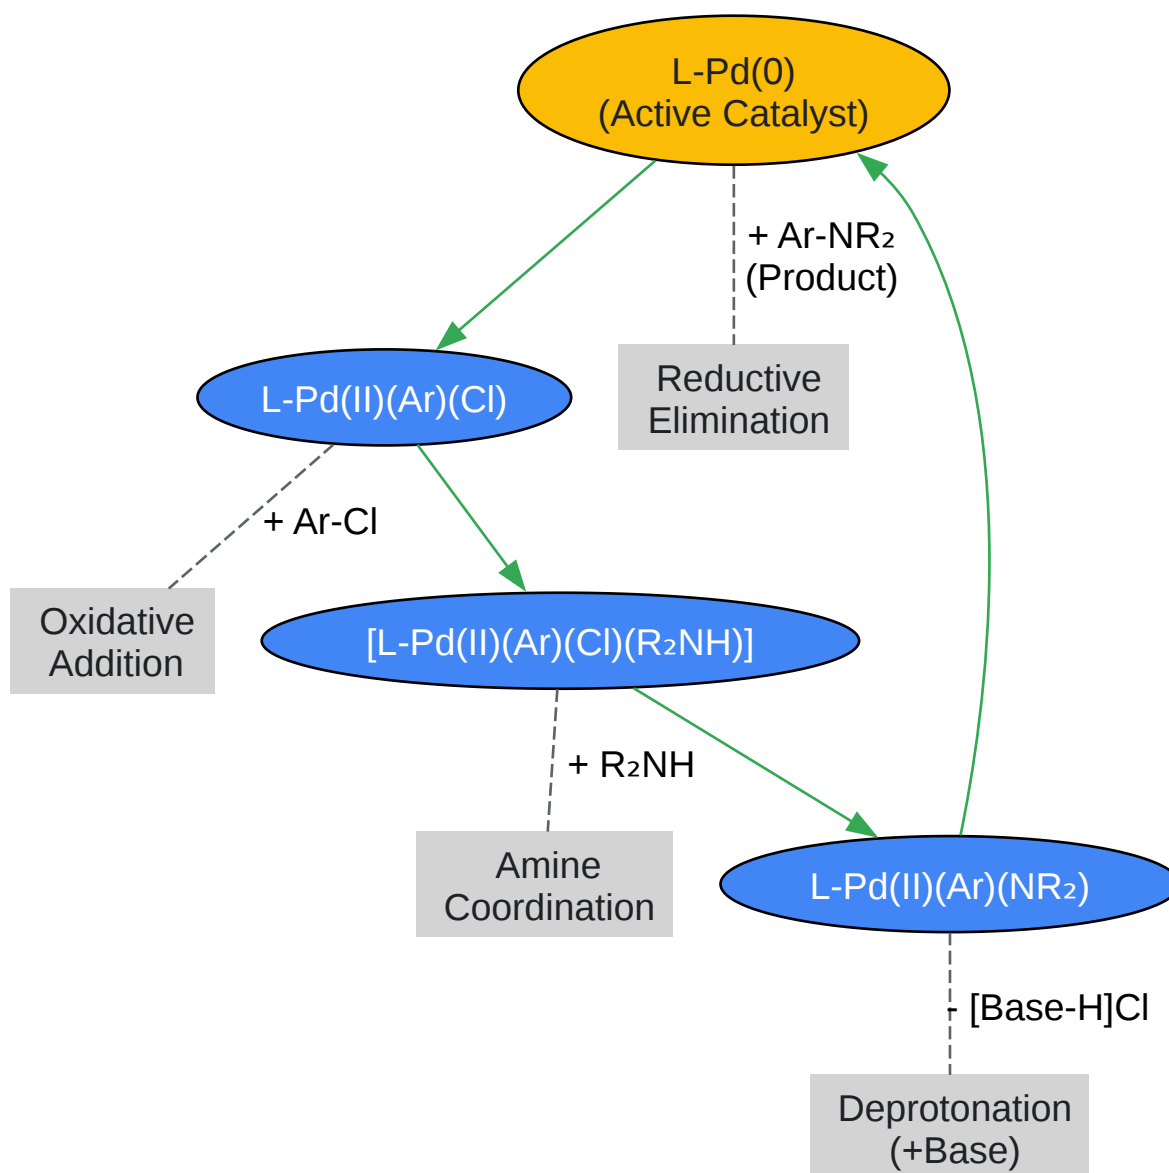 L-Pd(0)
(Active Catalyst)
+ Ar-NR₂
(Product)
L-Pd(II)(Ar)(Cl)
Reductive
Elimination
+ Ar-Cl
Oxidative
Addition
[L-Pd(II)(Ar)(Cl)(R₂NH)]
+ R₂NH
Amine
Coordination
L-Pd(II)(Ar)(NR₂)
- [Base-H]Cl
Deprotonation
(+Base)